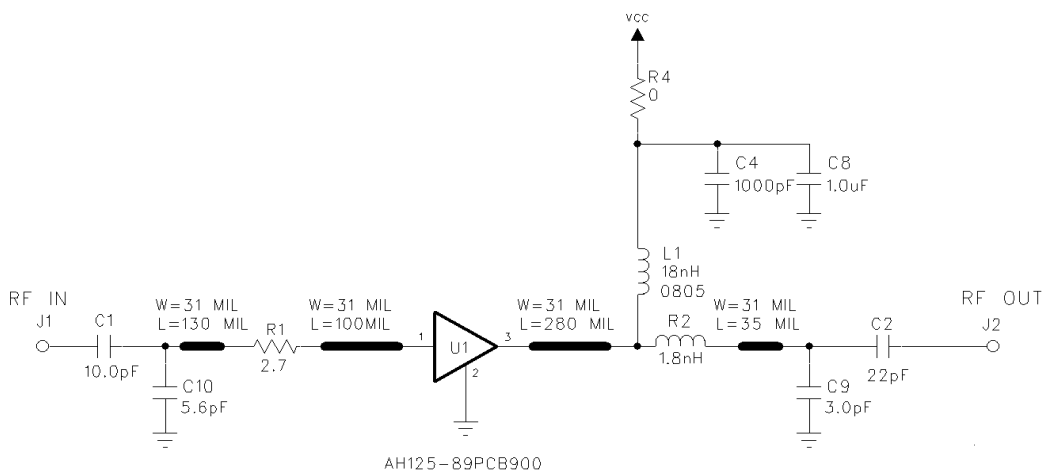 vcc
R4
0
C4
1000pF
C8
1.0uF
L1
18nH
0805
RF IN
J1
C1
10.0pF
W=31 MIL
L=130 MIL
R1
2.7
W=31 MIL
L=100MIL
1
U1
3
2
W=31 MIL
L=280 MIL
R2
1.8nH
W=31 MIL
L=35 MIL
C2
22pF
RF OUT
J2
C10
5.6pF
C9
3.0pF
AH125-89PCB900